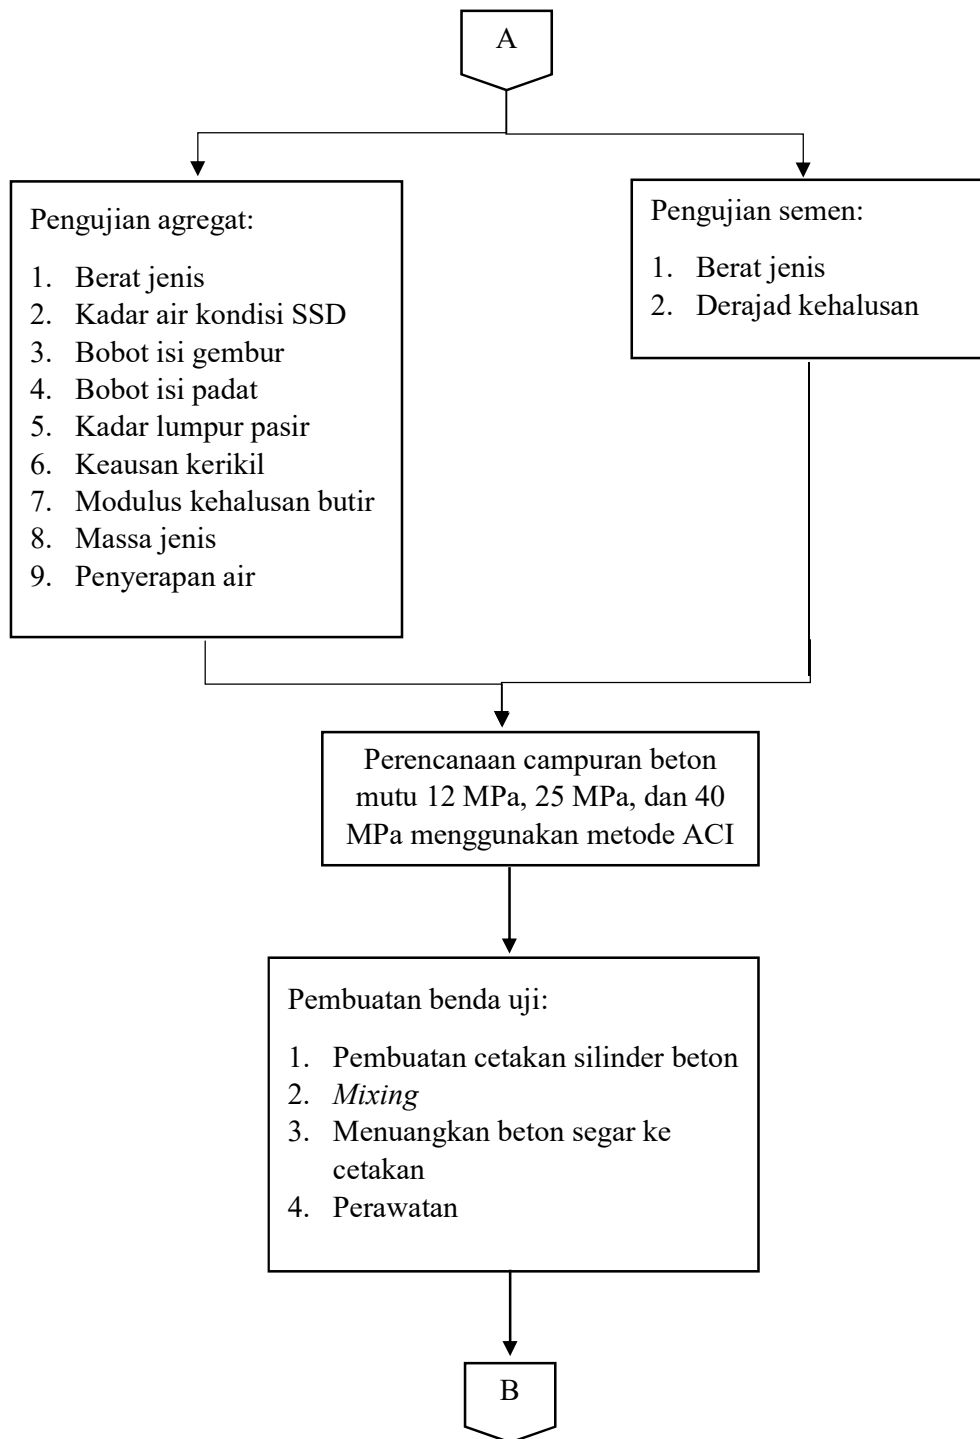 A
Pengujian agregat:
1. Berat jenis
2. Kadar air kondisi SSD
3. Bobot isi gembur
4. Bobot isi padat
5. Kadar lumpur pasir
6. Keausan kerikil
7. Modulus kehalusan butir
8. Massa jenis
9. Penyerapan air
Pengujian semen:
1. Berat jenis
2. Derajad kehalusan
Perencanaan campuran beton
mutu 12 MPa, 25 MPa, dan 40
MPa menggunakan metode ACI
Pembuatan benda uji:
1. Pembuatan cetakan silinder beton
2. Mixing
3. Menuangkan beton segar ke
cetakan
4. Perawatan
B